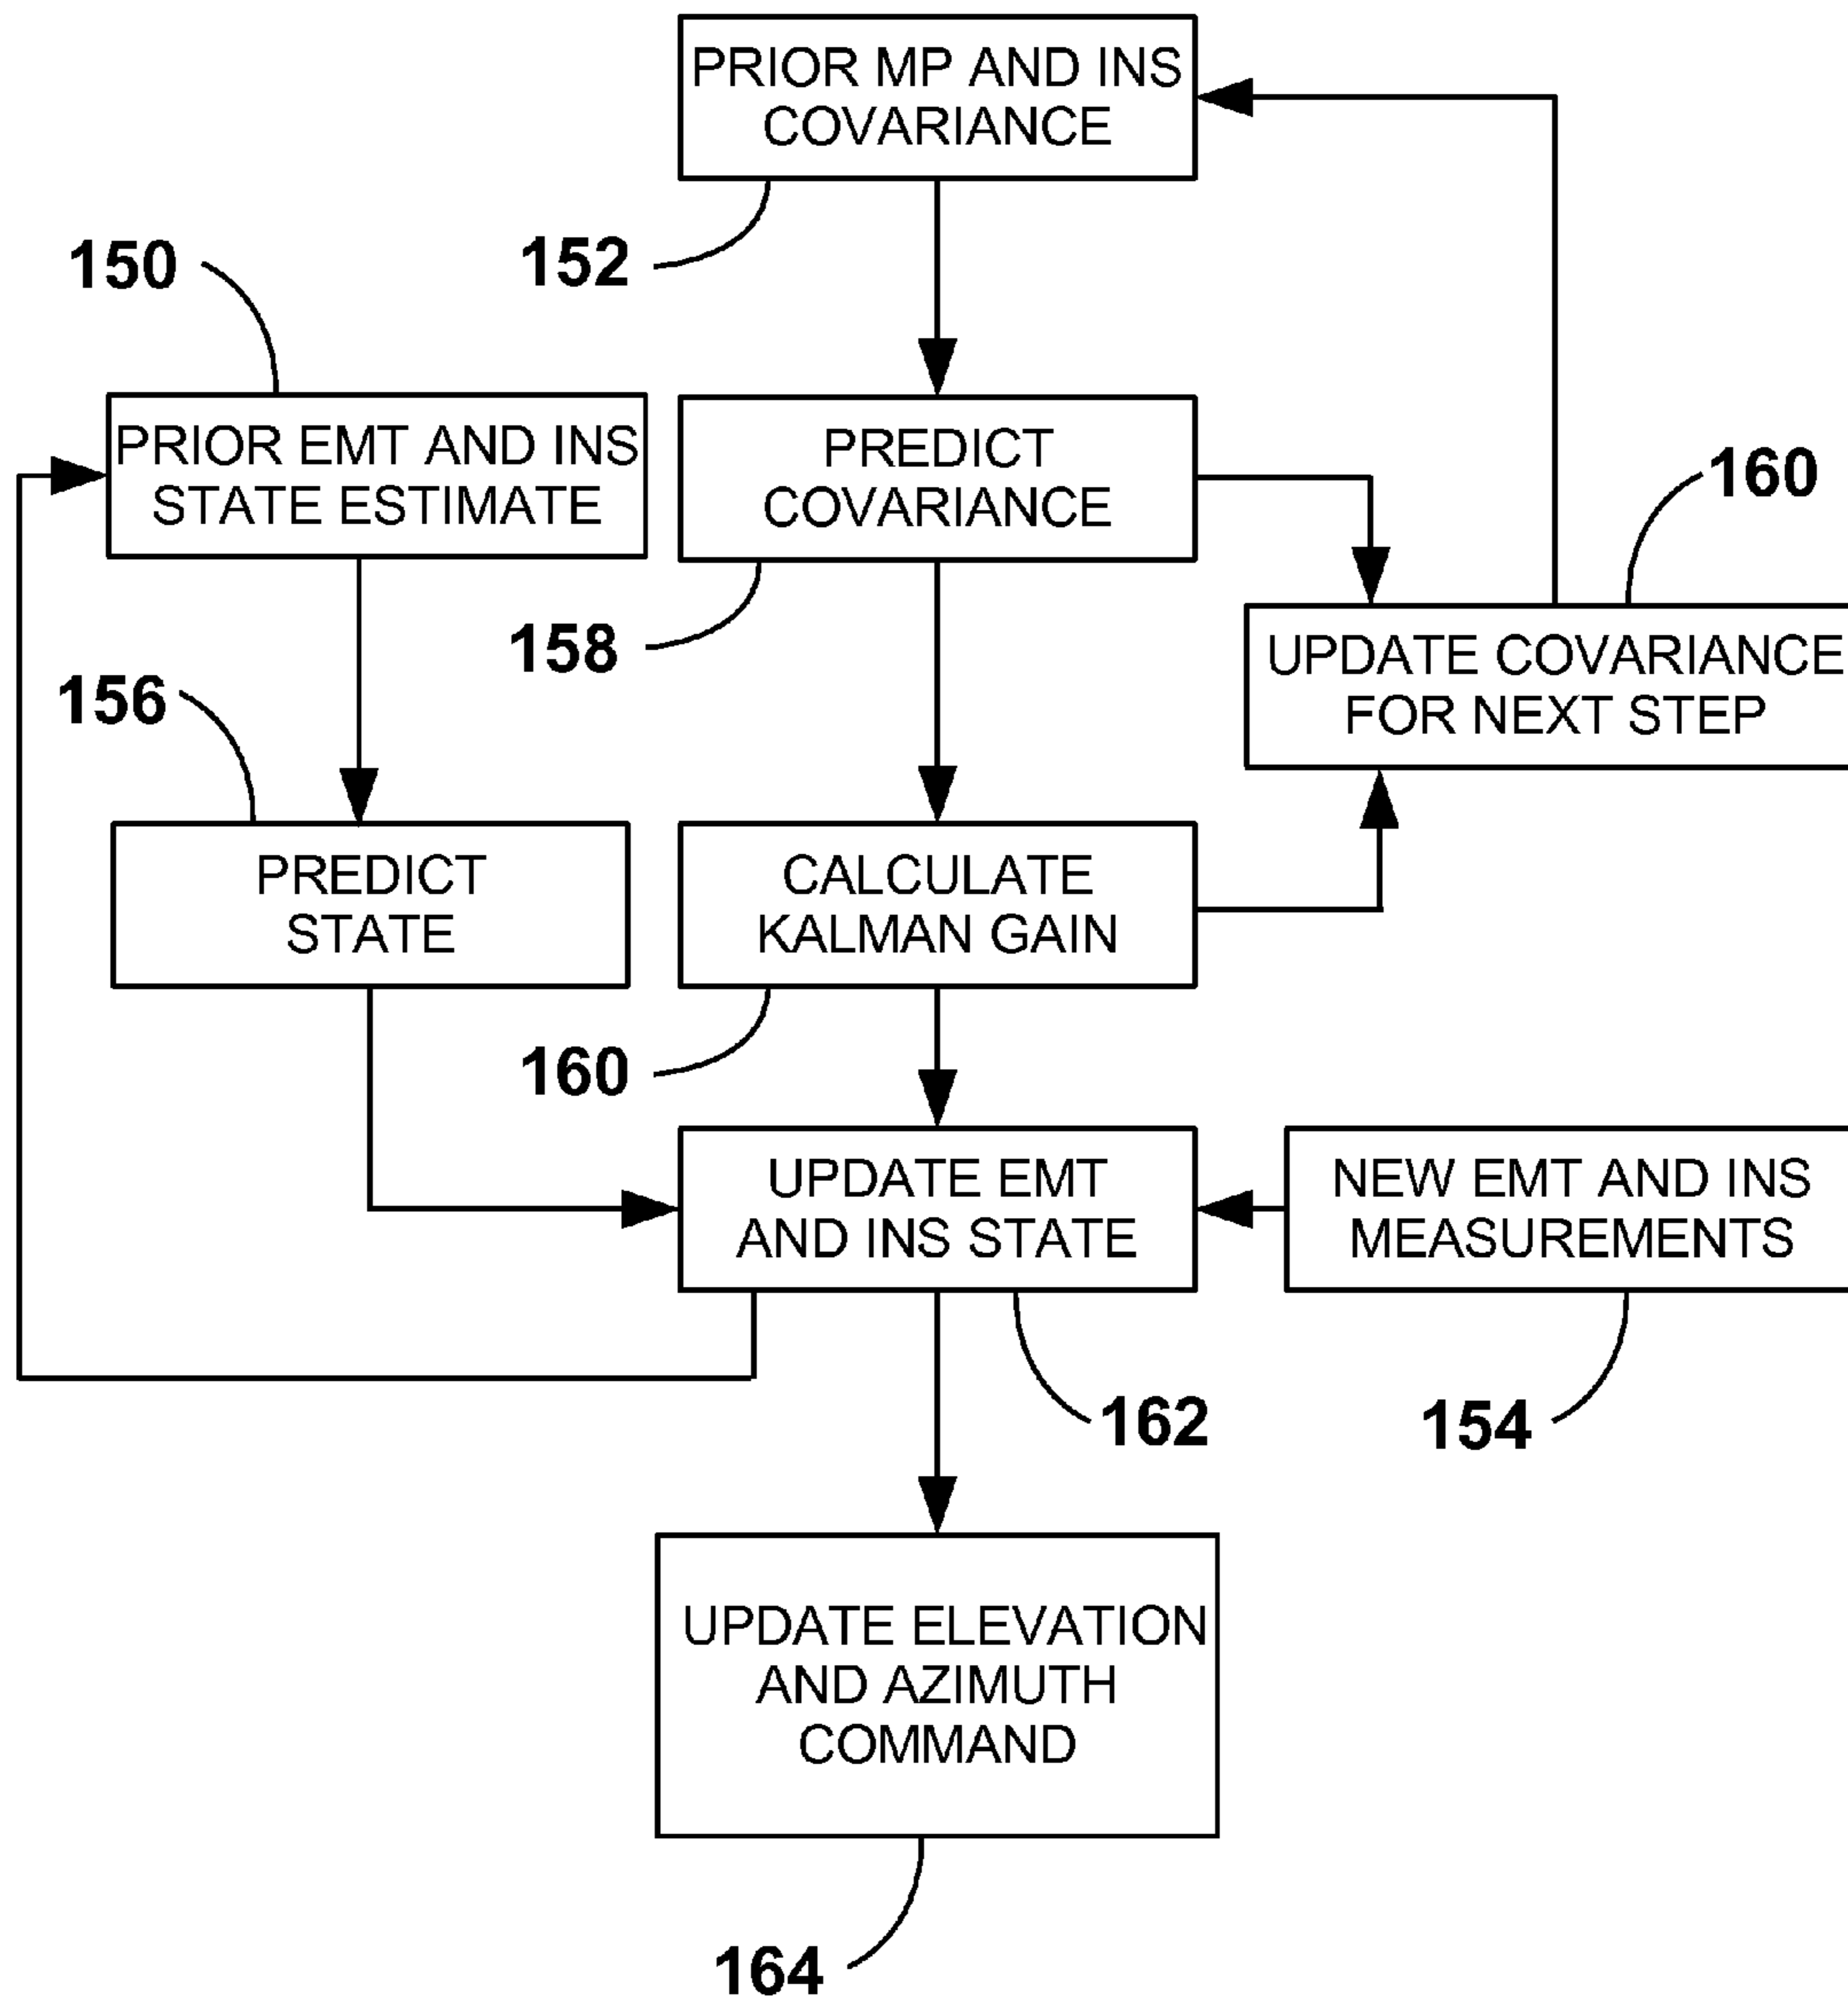 PRIOR MP AND INS
COVARIANCE
152
150
PRIOR EMT AND INS
STATE ESTIMATE
PREDICT
COVARIANCE
160
158
UPDATE COVARIANCE
FOR NEXT STEP
156
PREDICT
STATE
CALCULATE
KALMAN GAIN
160
UPDATE EMT
AND INS STATE
NEW EMT AND INS
MEASUREMENTS
162
154
UPDATE ELEVATION
AND AZIMUTH
COMMAND
164